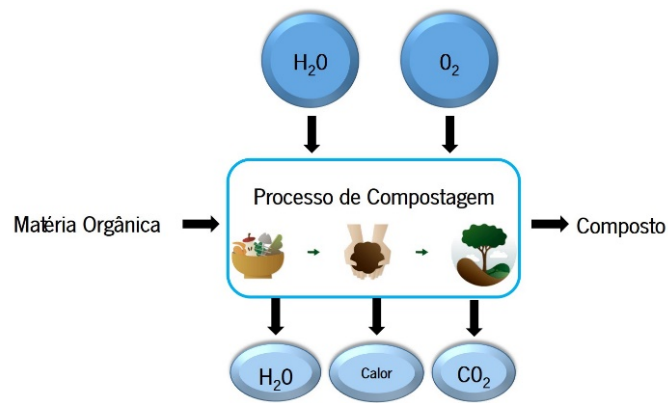 H₂O
O₂
Processo de Compostagem
Matéria Orgânica
Composto
H₂O
Calor
CO₂